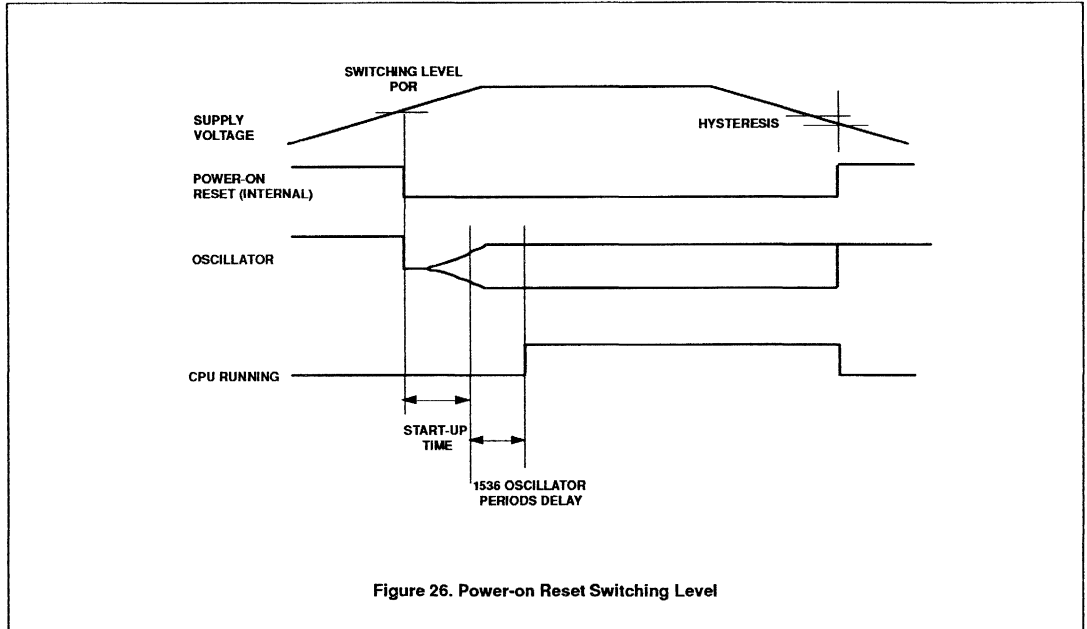 SWITCHING LEVEL
POR
SUPPLY
VOLTAGE
HYSTERESIS
POWER-ON
RESET (INTERNAL)
OSCILLATOR
CPU RUNNING
START-UP
TIME
1536 OSCILLATOR
PERIODS DELAY
Figure 26. Power-on Reset Switching Level